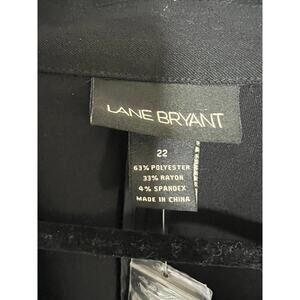 LANE BRYANT
22
63% POLYESTER
33% RAYON
4% SPANDEX
MADE IN CHINA